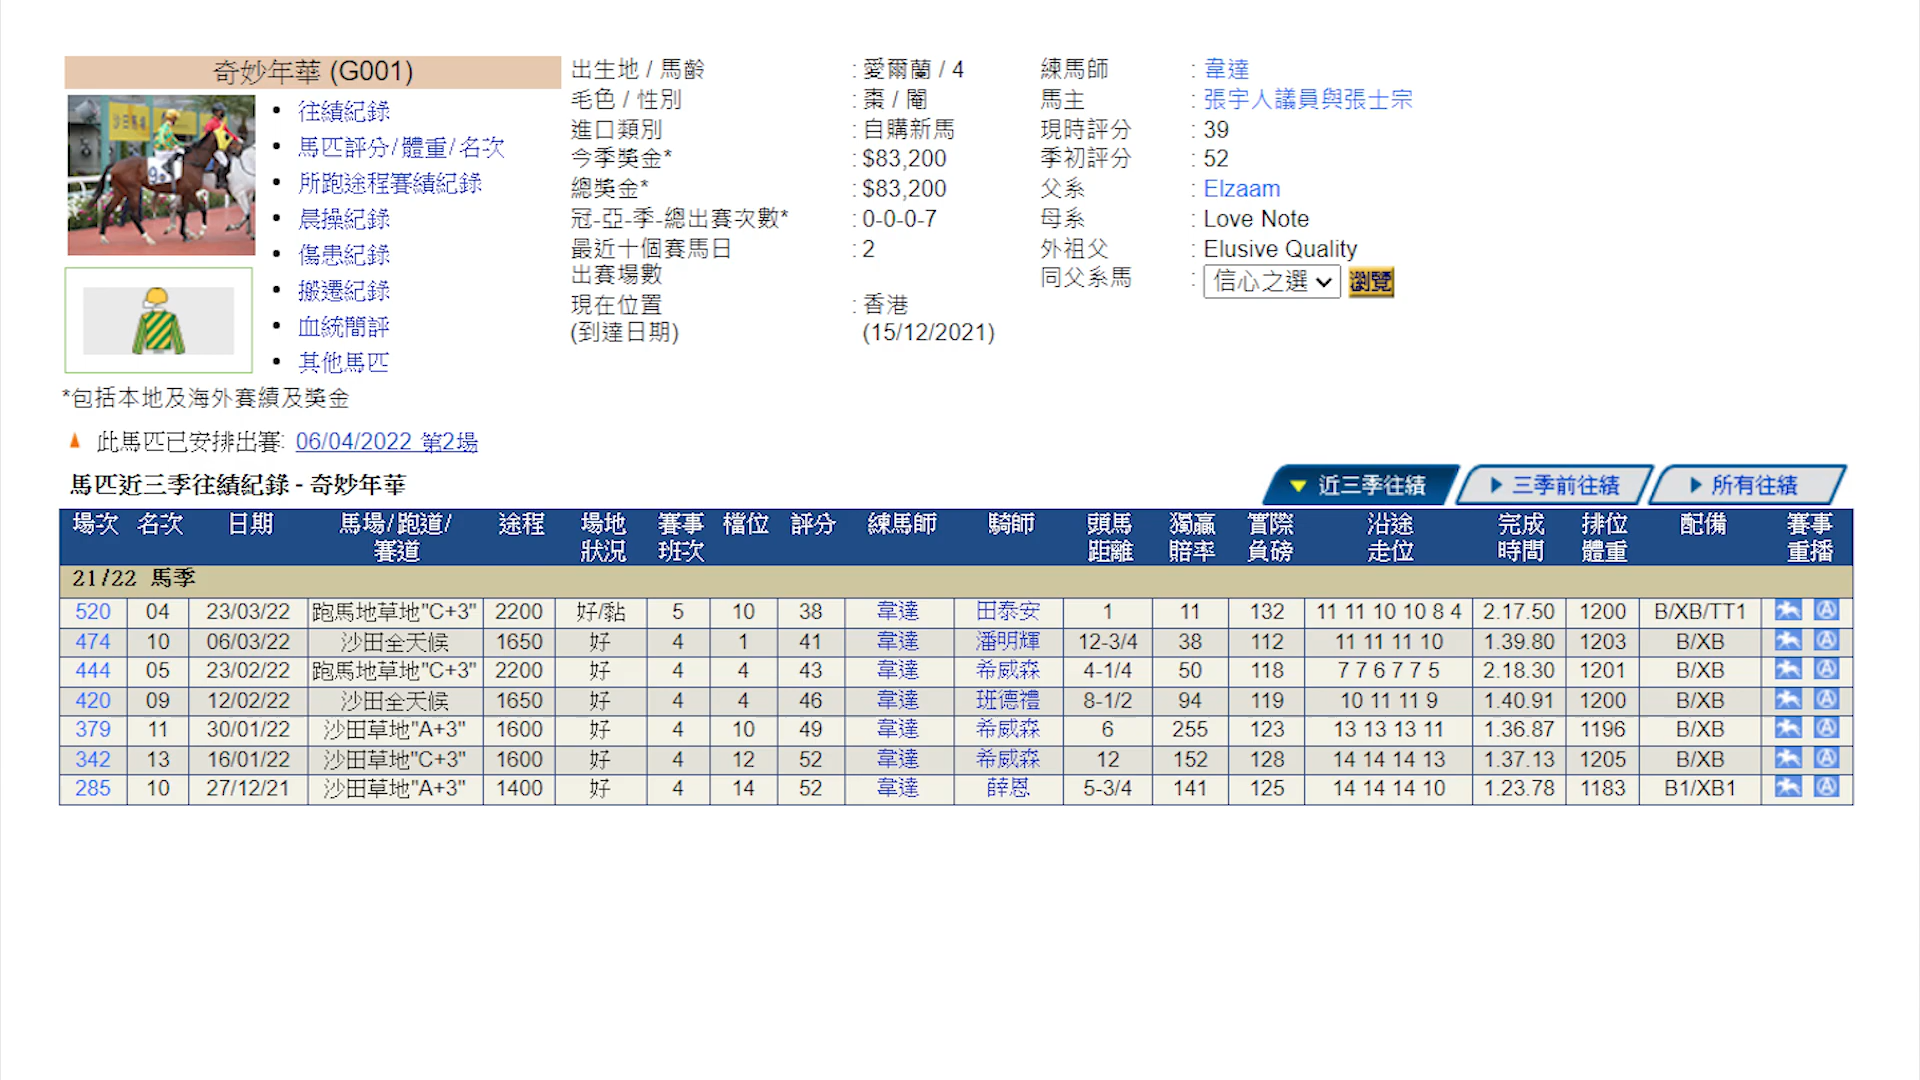 奇妙年華 (G001)
往績紀錄
馬匹評分/體重/名次
所跑途程賽績紀錄
晨操紀錄
傷患紀錄
搬遷紀錄
血統簡評
其他馬匹
出生地 / 馬齡 : 愛爾蘭 / 4
毛色 / 性別 : 棗 / 閹
進口類別 : 自購新馬
今季獎金* : $83,200
總獎金* : $83,200
冠-亞-季-總出賽次數* : 0-0-0-7
最近十個賽馬日 : 2
出賽場數
現在位置 : 香港
(到達日期) (15/12/2021)
練馬師 : 韋達
馬主 : 張宇人議員與張士宗
現時評分 : 39
季初評分 : 52
父系 : Elzaam
母系 : Love Note
外祖父 : Elusive Quality
同父系馬 : 信心之選 瀏覽
*包括本地及海外賽績及獎金
此馬匹已安排出賽: 06/04/2022 第2場
馬匹近三季往績紀錄 - 奇妙年華
近三季往績 三季前往績 所有往績
場次 名次 日期 馬場/跑道/賽道 途程 場地狀況 賽事班次 檔位 評分 練馬師 騎師 頭馬距離 獨贏賠率 實際負磅 沿途走位 完成時間 排位體重 配備 賽事重播
21/22 馬季
520 04 23/03/22 跑馬地草地"C+3" 2200 好/黏 5 10 38 韋達 田泰安 1 11 132 11 11 10 10 8 4 2.17.50 1200 B/XB/TT1
474 10 06/03/22 沙田全天候 1650 好 4 1 41 韋達 潘明輝 12-3/4 38 112 11 11 11 10 1.39.80 1203 B/XB
444 05 23/02/22 跑馬地草地"C+3" 2200 好 4 4 43 韋達 希威森 4-1/4 50 118 7 7 6 7 7 5 2.18.30 1201 B/XB
420 09 12/02/22 沙田全天候 1650 好 4 4 46 韋達 班德禮 8-1/2 94 119 10 11 11 9 1.40.91 1200 B/XB
379 11 30/01/22 沙田草地"A+3" 1600 好 4 10 49 韋達 希威森 6 255 123 13 13 13 11 1.36.87 1196 B/XB
342 13 16/01/22 沙田草地"C+3" 1600 好 4 12 52 韋達 希威森 12 152 128 14 14 14 13 1.37.13 1205 B/XB
285 10 27/12/21 沙田草地"A+3" 1400 好 4 14 52 韋達 薛恩 5-3/4 141 125 14 14 14 10 1.23.78 1183 B1/XB1